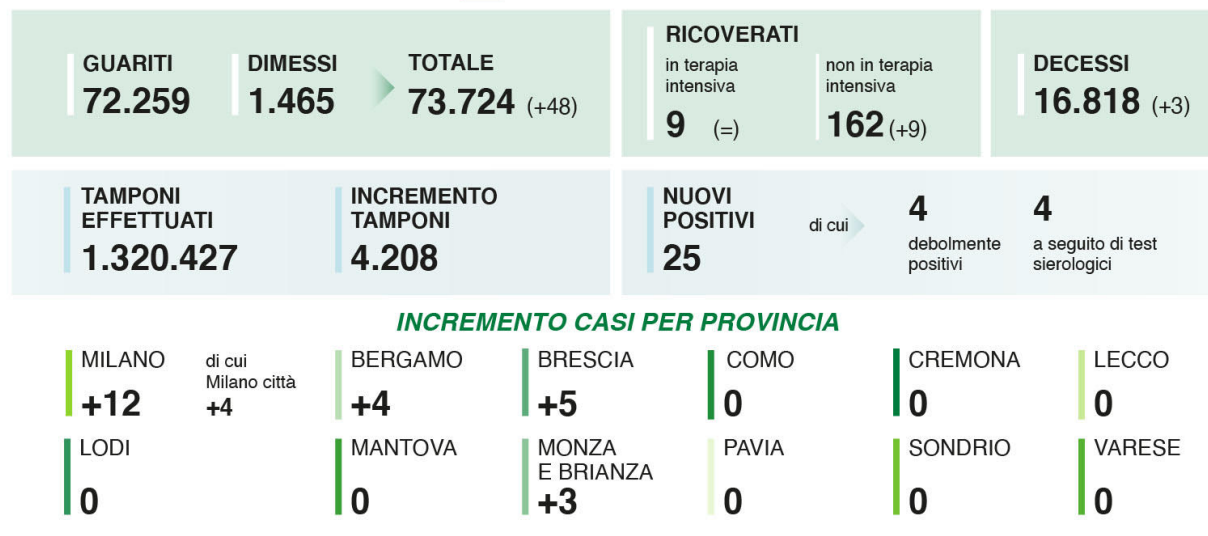 GUARITI
72.259
DIMESSI
1.465
TOTALE
73.724 (+48)
RICOVERATI
in terapia
intensiva
9 (=)
non in terapia
intensiva
162 (+9)
DECESSI
16.818 (+3)
TAMPONI
EFFETTUATI
1.320.427
INCREMENTO
TAMPONI
4.208
NUOVI
POSITIVI
25
di cui
4
debolmente
positivi
4
a seguito di test
sierologici
INCREMENTO CASI PER PROVINCIA
MILANO
+12
di cui
Milano città
+4
BERGAMO
+4
BRESCIA
+5
COMO
0
CREMONA
0
LECCO
0
LODI
0
MANTOVA
0
MONZA
E BRIANZA
+3
PAVIA
0
SONDRIO
0
VARESE
0